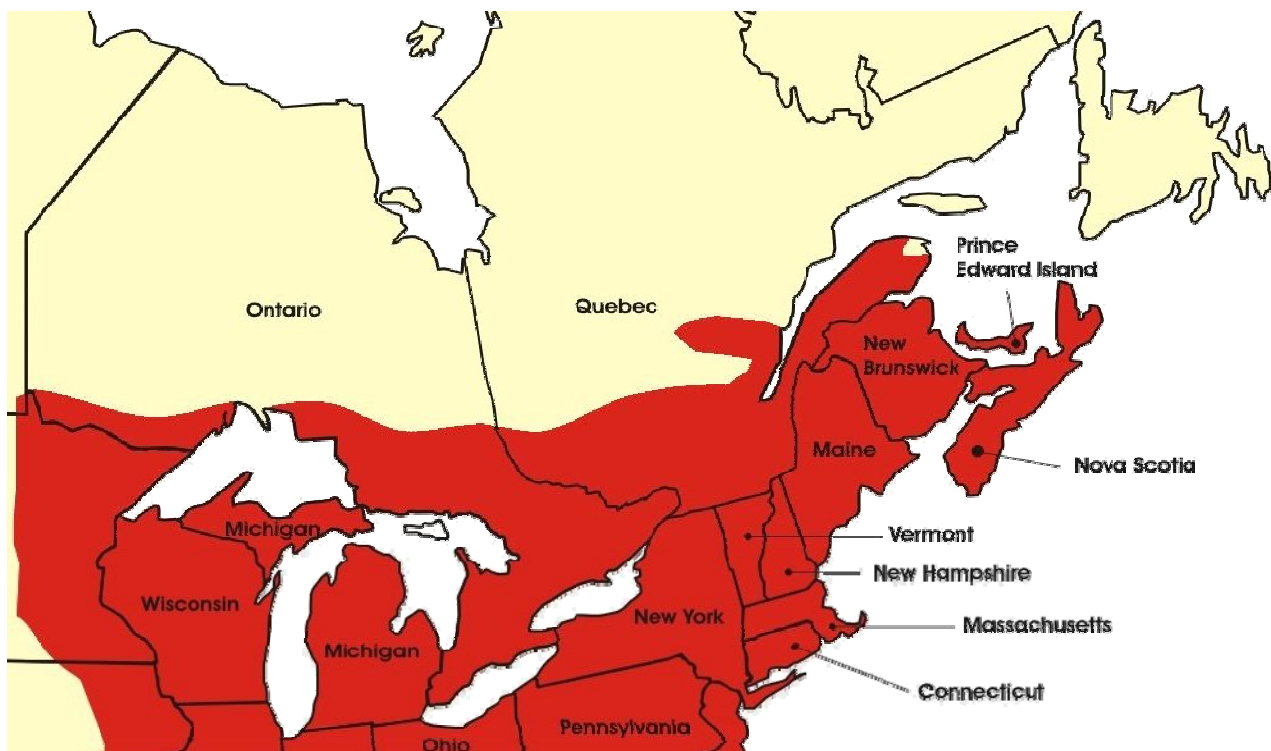 Prince
Edward Island
Ontario
Quebec
New
Brunswick
Maine
Nova Scotia
Michigan
Vermont
New Hampshire
Wisconsin
New York
Massachusetts
Michigan
Connecticut
Pennsylvania
Ohio